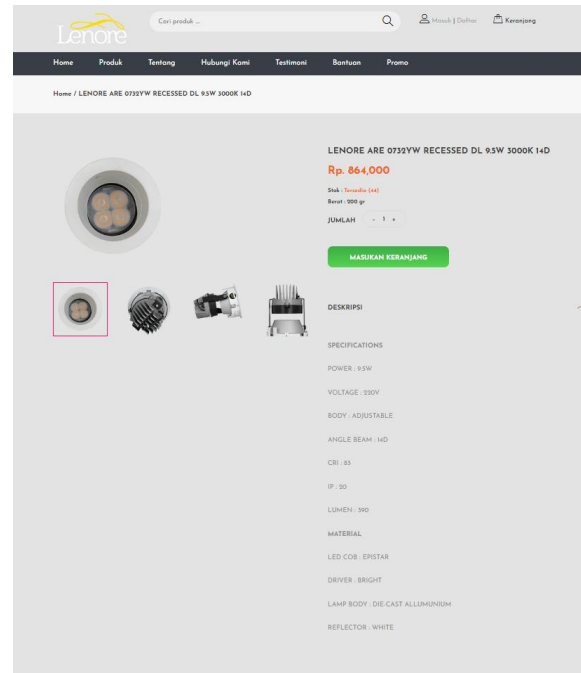 Lenore
Cari produk ...
Masuk | Daftar
Keranjang
Home Produk Tentang Hubungi Kami Testimoni Bantuan Promo
Home / LENORE ARE 0732YW RECESSED DL 9.5W 3000K 14D
LENORE ARE 0732YW RECESSED DL 9.5W 3000K 14D
Rp. 864,000
Stok : Tersedia (44)
Berat : 200 gr
JUMLAH - 1 +
MASUKAN KERANJANG
DESKRIPSI
SPECIFICATIONS
POWER : 9.5W
VOLTAGE : 220V
BODY : ADJUSTABLE
ANGLE BEAM : 14D
CRI : 83
IP : 20
LUMEN : 390
MATERIAL
LED COB : EPISTAR
DRIVER : BRIGHT
LAMP BODY : DIE-CAST ALLUMUNIUM
REFLECTOR : WHITE